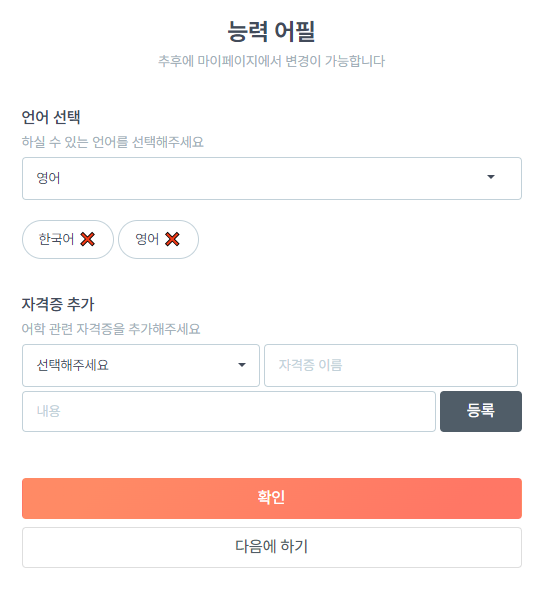 능력 어필
추후에 마이페이지에서 변경이 가능합니다
언어 선택
하실 수 있는 언어를 선택해주세요
영어
한국어 영어
자격증 추가
어학 관련 자격증을 추가해주세요
선택해주세요 자격증 이름
내용 등록
확인
다음에 하기